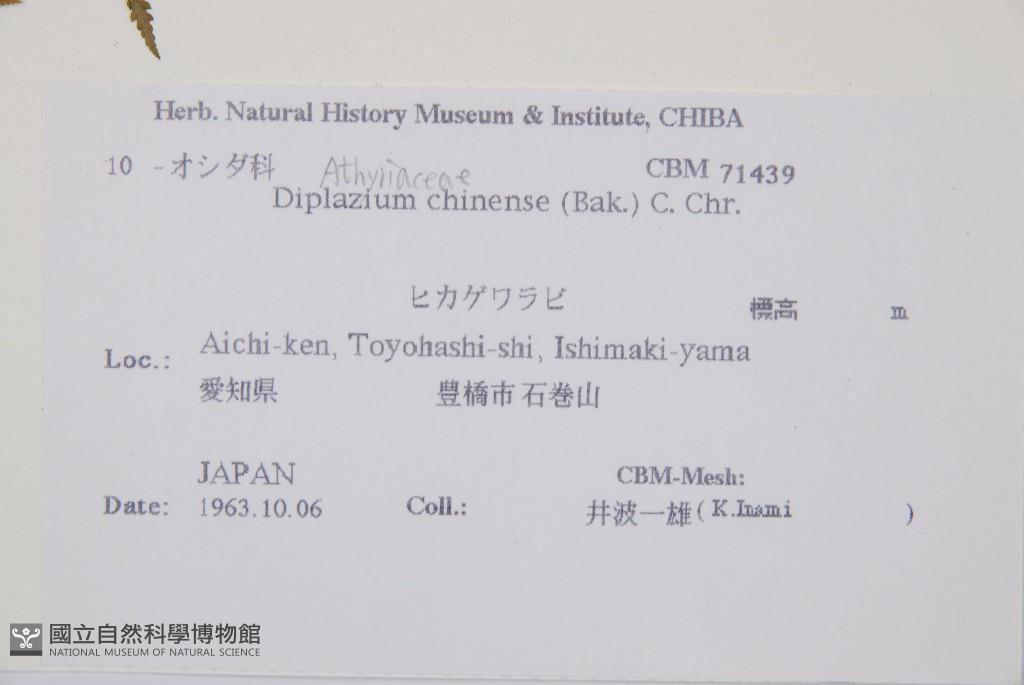 Herb. Natural History Museum & Institute, CHIBA
10 -オシダ科 Athyriaceae CBM 71439
Diplazium chinense (Bak.) C. Chr.
ヒカゲワラビ 標高 m
Loc.: Aichi-ken, Toyohashi-shi, Ishimaki-yama
愛知県 豊橋市 石巻山
JAPAN CBM-Mesh:
Date: 1963.10.06 Coll.: 井波一雄( K.Inami )
國立自然科學博物館
NATIONAL MUSEUM OF NATURAL SCIENCE